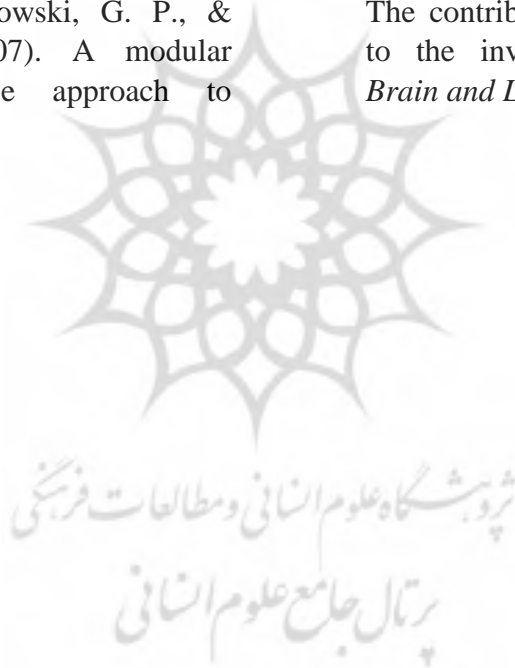 owski, G. P., &
07). A modular
e approach to
The contrib
to the inv
Brain and L
پژوهشگاه علوم انسانی و مطالعات فرهنگی
پرتال جامع علوم انسانی